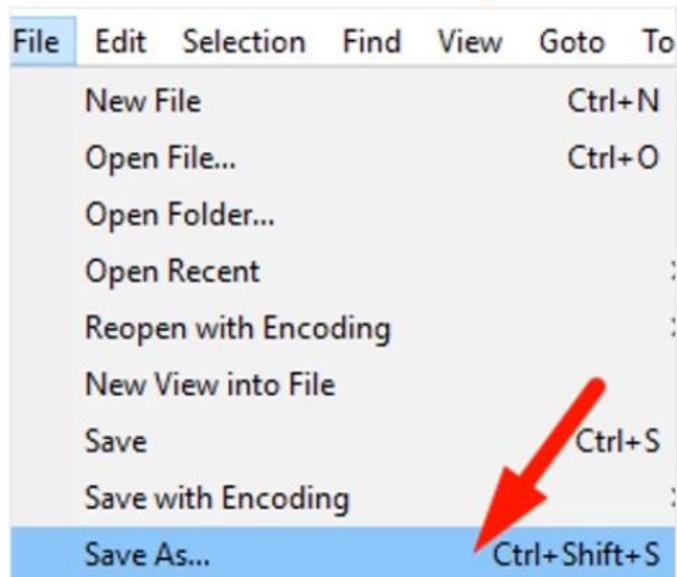 File Edit Selection Find View Goto To
New File Ctrl+N
Open File... Ctrl+O
Open Folder...
Open Recent
Reopen with Encoding
New View into File
Save Ctrl+S
Save with Encoding
Save As... Ctrl+Shift+S